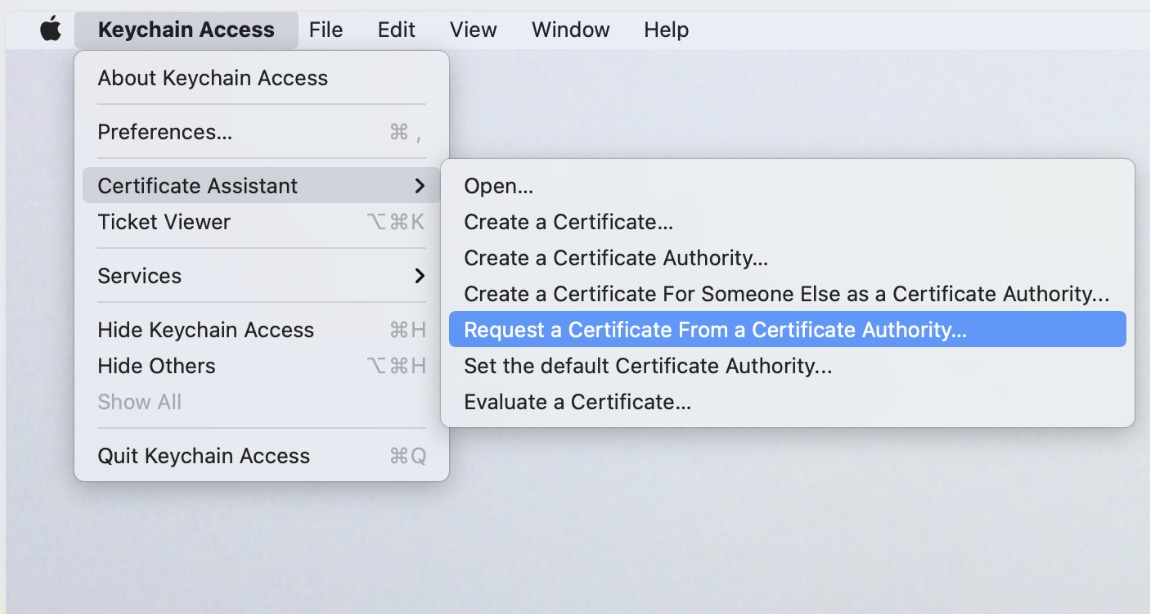 Keychain Access File Edit View Window Help
About Keychain Access
Preferences... ⌘ ,
Certificate Assistant >
Ticket Viewer ⌥⌘K
Services >
Hide Keychain Access ⌘H
Hide Others ⌥⌘H
Show All
Quit Keychain Access ⌘Q
Open...
Create a Certificate...
Create a Certificate Authority...
Create a Certificate For Someone Else as a Certificate Authority...
Request a Certificate From a Certificate Authority...
Set the default Certificate Authority...
Evaluate a Certificate...